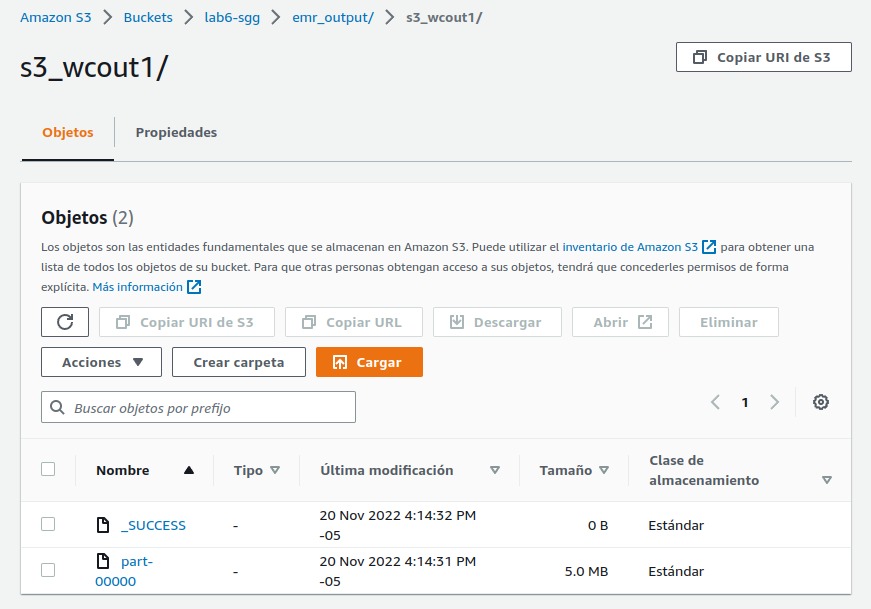 Amazon S3 > Buckets > lab6-sgg > emr_output/ > s3_wcout1/
s3_wcout1/
Copiar URI de S3
Objetos
Propiedades
Objetos (2)
Los objetos son las entidades fundamentales que se almacenan en Amazon S3. Puede utilizar el inventario de Amazon S3 para obtener una
lista de todos los objetos de su bucket. Para que otras personas obtengan acceso a sus objetos, tendrá que concederles permisos de forma
explícita. Más información
Copiar URI de S3
Copiar URL
Descargar
Abrir
Eliminar
Acciones
Crear carpeta
Cargar
Buscar objetos por prefijo
1
Nombre
Tipo
Última modificación
Tamaño
Clase de
almacenamiento
_SUCCESS
-
20 Nov 2022 4:14:32 PM
-05
0 B
Estándar
part-
00000
-
20 Nov 2022 4:14:31 PM
-05
5.0 MB
Estándar